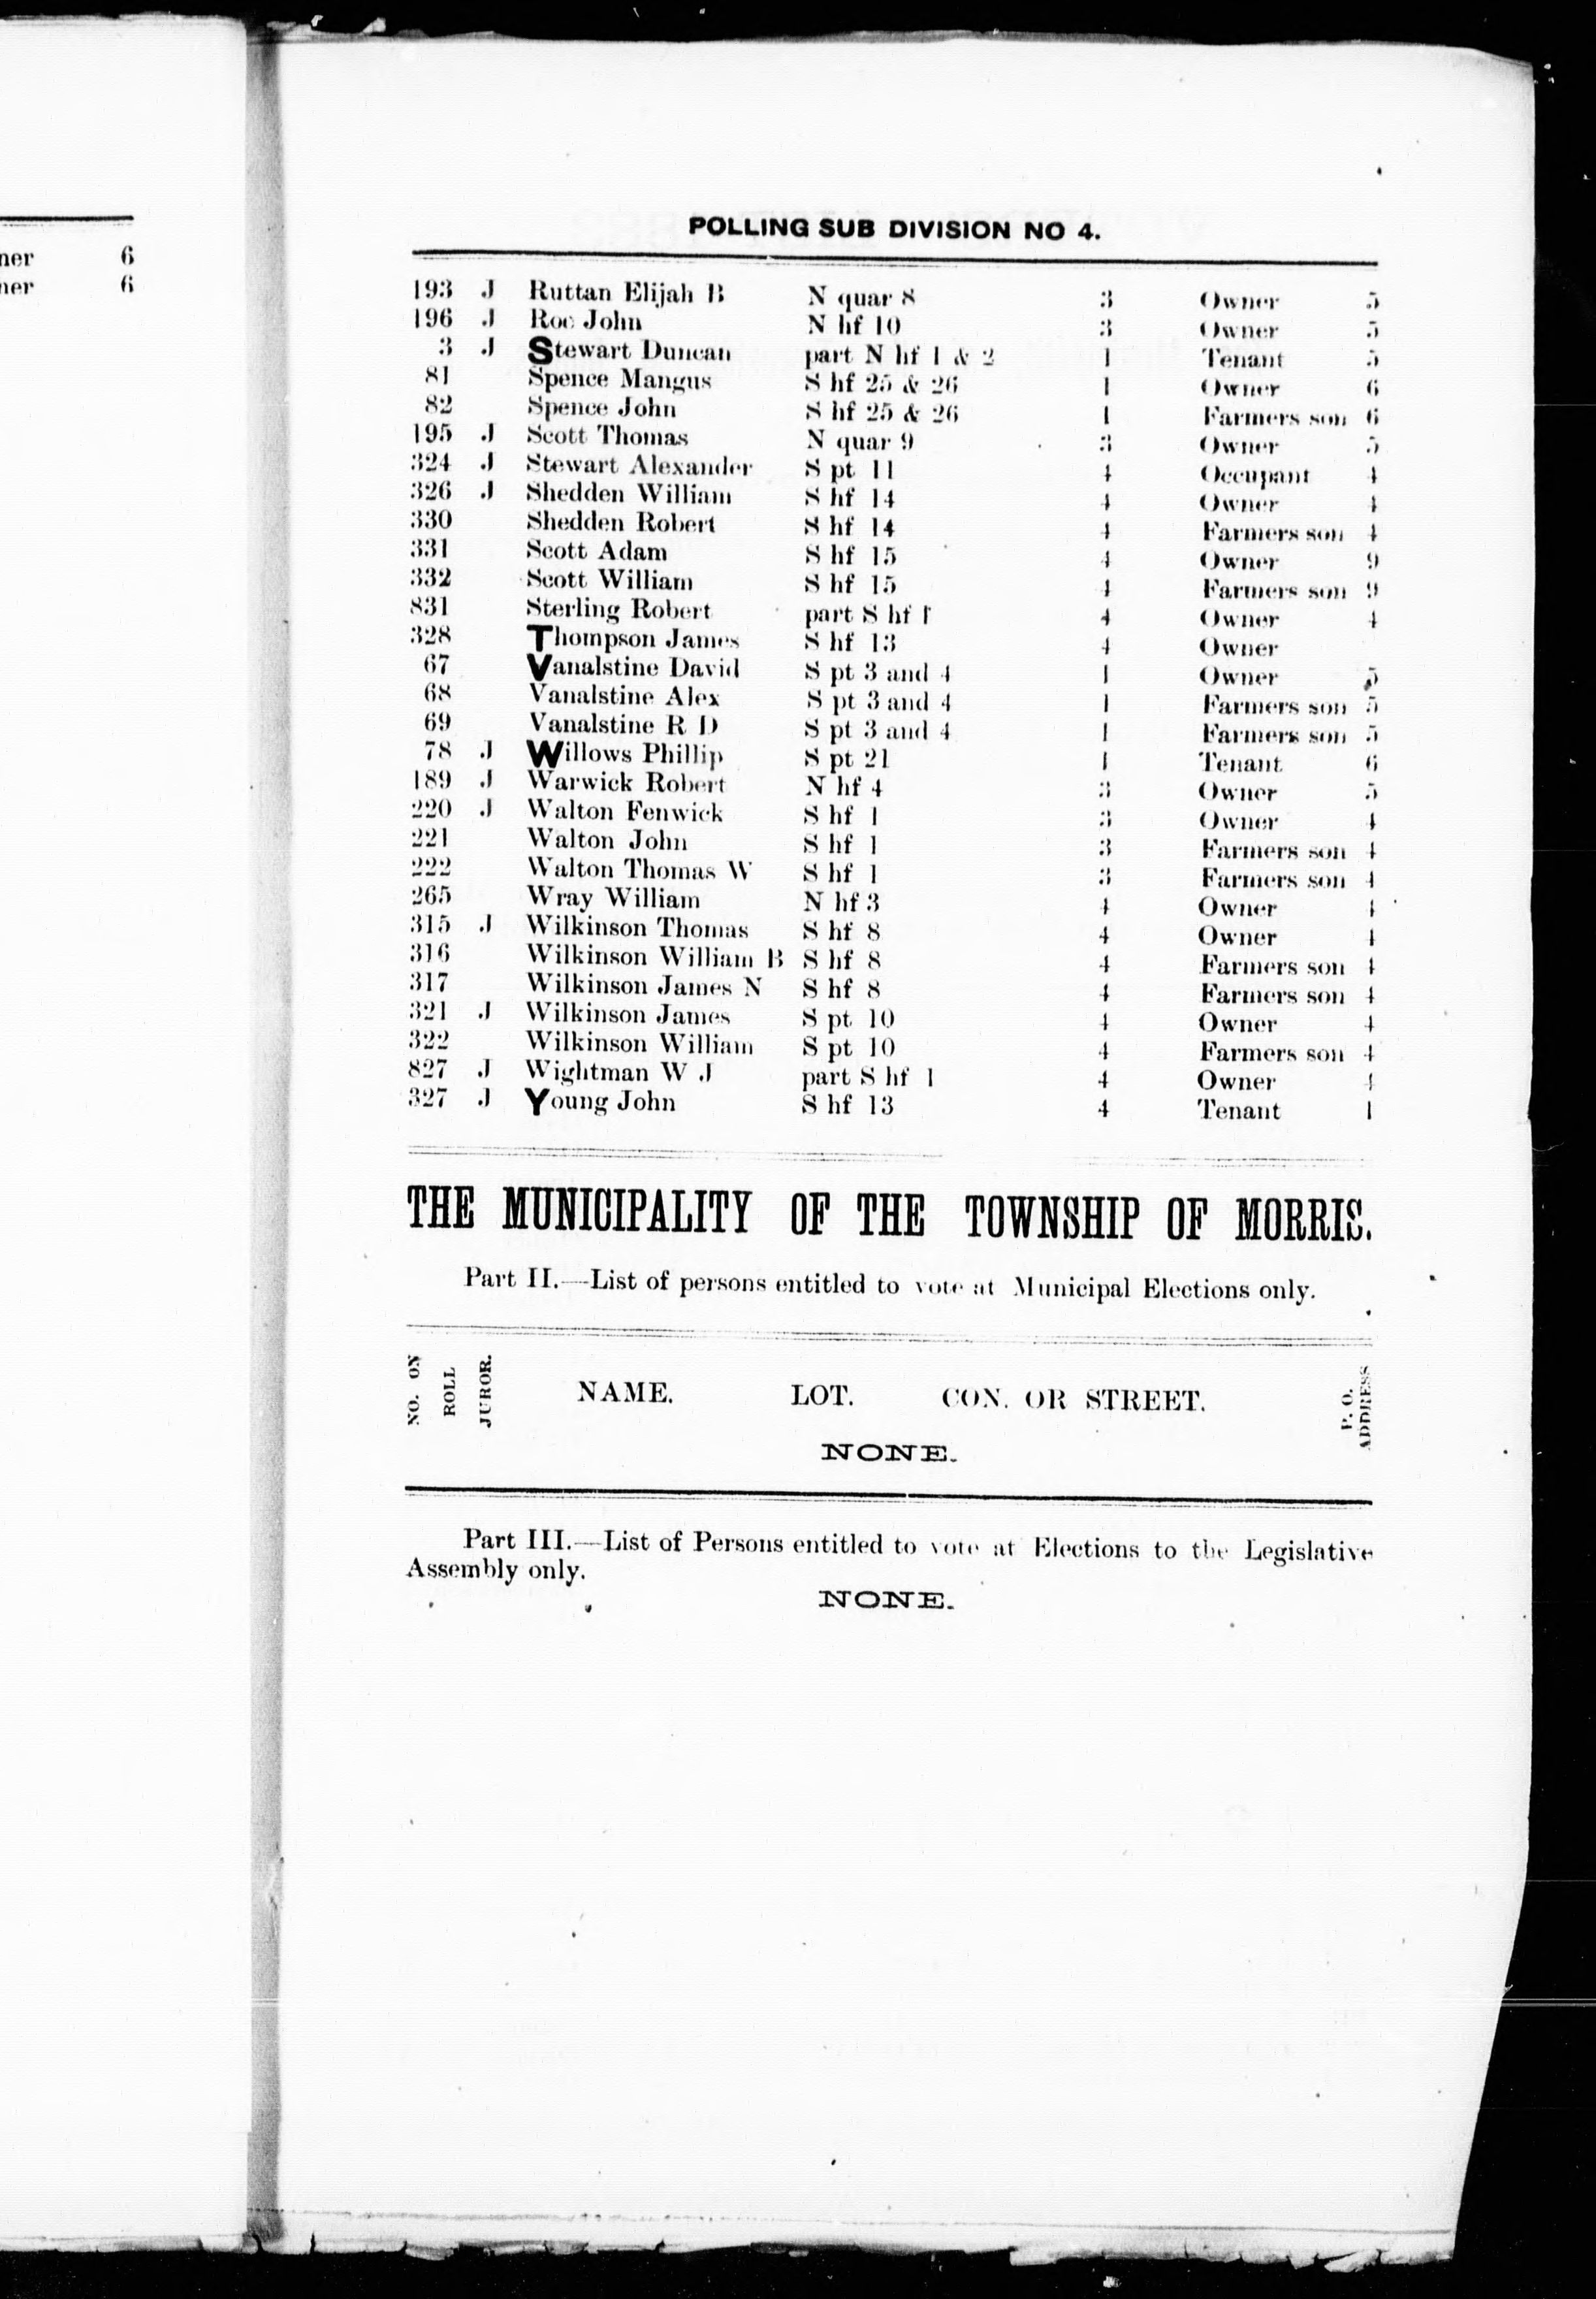 ner 6
ner 6
POLLING SUB DIVISION NO 4.
193 J Ruttan Elijah B N quar 8 3 Owner 5
196 J Roe John N hf 10 3 Owner 5
3 J Stewart Duncan part N hf 1 & 2 1 Tenant 5
81 Spence Mangus S hf 25 & 26 1 Owner 6
82 Spence John S hf 25 & 26 1 Farmers son 6
195 J Scott Thomas N quar 9 3 Owner 5
324 J Stewart Alexander S pt 11 4 Occupant 4
326 J Shedden William S hf 14 4 Owner 4
330 Shedden Robert S hf 14 4 Farmers son 4
331 Scott Adam S hf 15 4 Owner 9
332 Scott William S hf 15 4 Farmers son 9
831 Sterling Robert part S hf 1 4 Owner 4
328 Thompson James S hf 13 4 Owner
67 Vanalstine David S pt 3 and 4 1 Owner 5
68 Vanalstine Alex S pt 3 and 4 1 Farmers son 5
69 Vanalstine R D S pt 3 and 4 1 Farmers son 5
78 J Willows Phillip S pt 21 1 Tenant 6
189 J Warwick Robert N hf 4 3 Owner 5
220 J Walton Fenwick S hf 1 3 Owner 4
221 Walton John S hf 1 3 Farmers son 4
222 Walton Thomas W S hf 1 3 Farmers son 4
265 Wray William N hf 3 4 Owner 4
315 J Wilkinson Thomas S hf 8 4 Owner 4
316 Wilkinson William B S hf 8 4 Farmers son 4
317 Wilkinson James N S hf 8 4 Farmers son 4
321 J Wilkinson James S pt 10 4 Owner 4
322 Wilkinson William S pt 10 4 Farmers son 4
827 J Wightman W J part S hf 1 4 Owner 4
327 J Young John S hf 13 4 Tenant 1
THE MUNICIPALITY OF THE TOWNSHIP OF MORRIS.
Part II.—List of persons entitled to vote at Municipal Elections only.
NO. ON ROLL JUROR. NAME. LOT. CON. OR STREET. P. O. ADDRESS
NONE.
Part III.—List of Persons entitled to vote at Elections to the Legislative
Assembly only.
NONE.